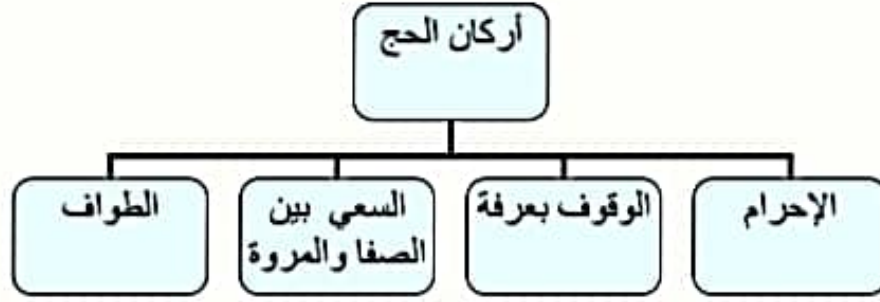 أركان الحج
الإحرام
الوقوف بعرفة
السعي بين
الصفا والمروة
الطواف